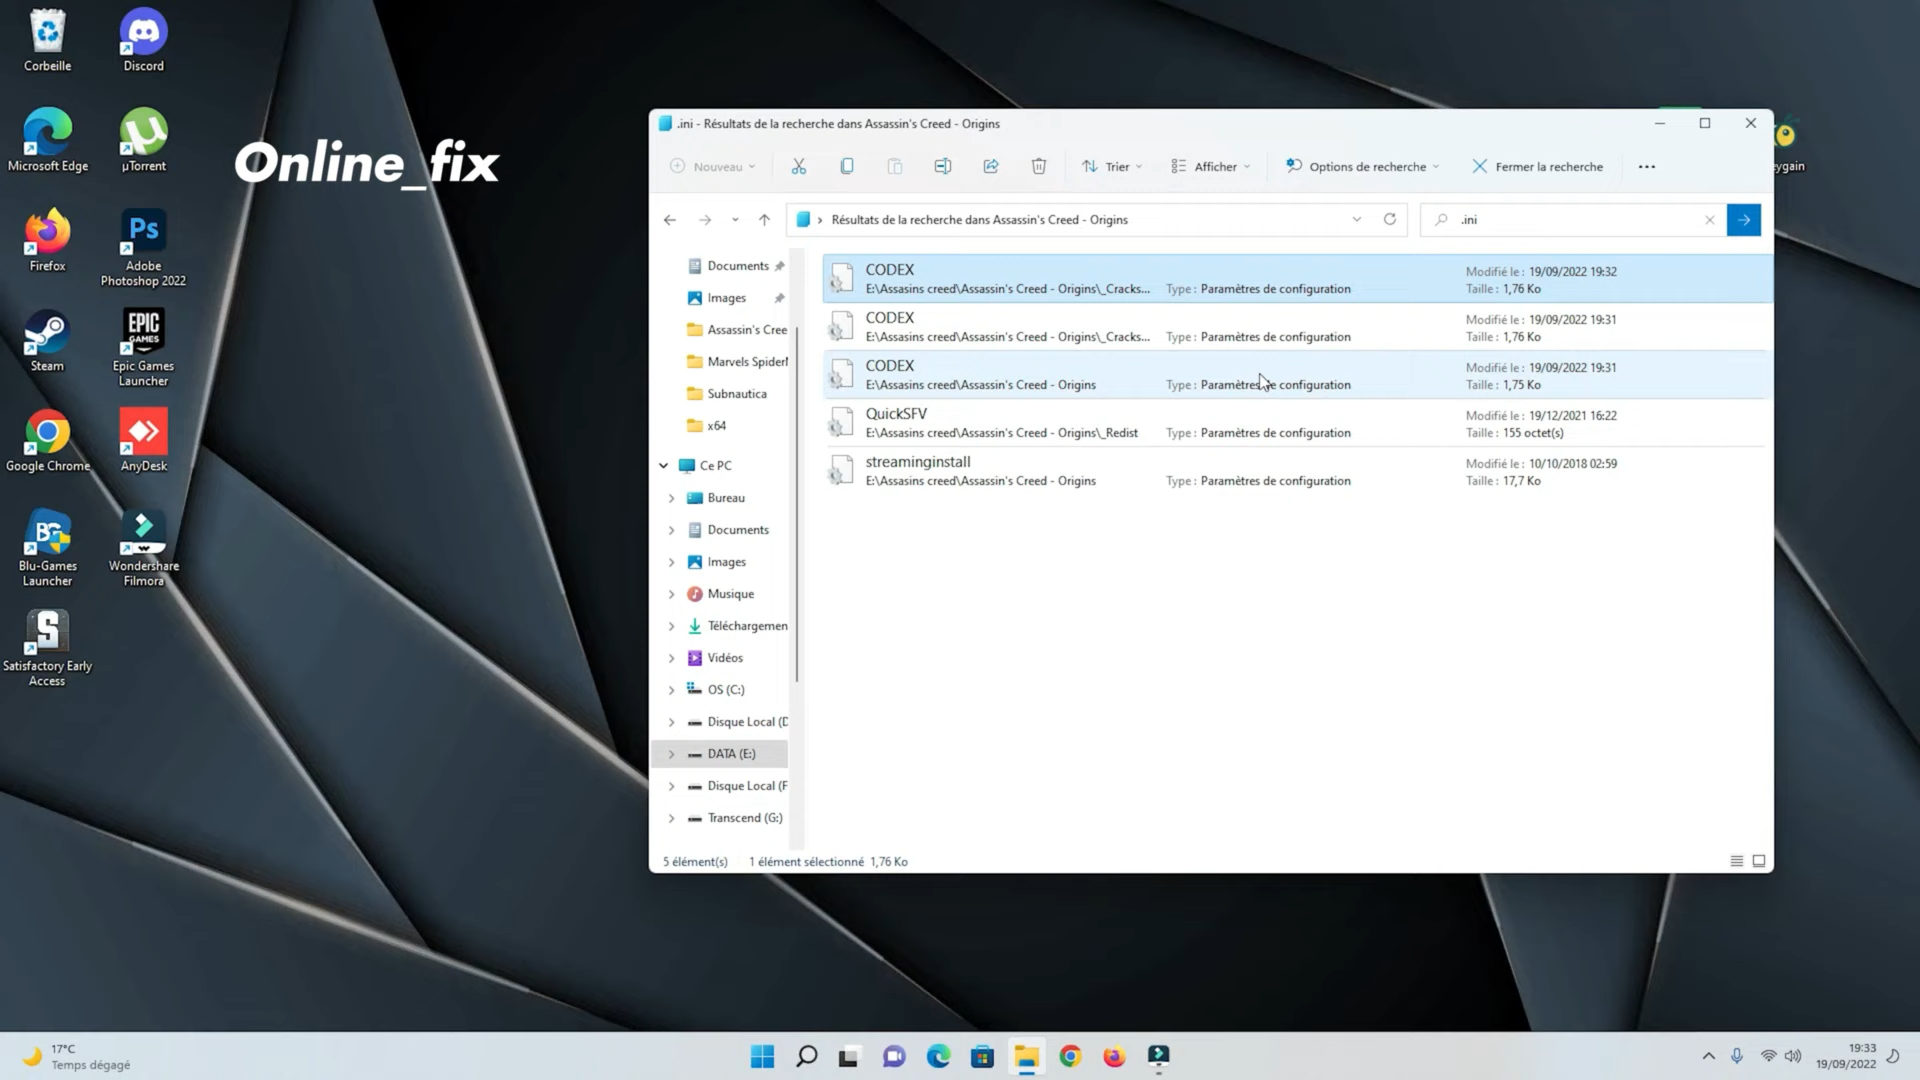 Corbeille
Discord
Microsoft Edge
µTorrent
Firefox
Adobe
Photoshop 2022
Steam
Epic Games
Launcher
Google Chrome
AnyDesk
Blu-Games
Launcher
Wondershare
Filmora
Satisfactory Early
Access
Online_fix
ygain
.ini - Résultats de la recherche dans Assassin's Creed - Origins
Nouveau
Trier
Afficher
Options de recherche
Fermer la recherche
Résultats de la recherche dans Assassin's Creed - Origins
.ini
Documents
Images
Assassin's Cree
Marvels Spider
Subnautica
x64
Ce PC
Bureau
Documents
Images
Musique
Téléchargemen
Vidéos
OS (C:)
Disque Local (D
DATA (E:)
Disque Local (F
Transcend (G:)
CODEX
Modifié le : 19/09/2022 19:32
E:\Assasins creed\Assassin's Creed - Origins\_Cracks... Type : Paramètres de configuration
Taille : 1,76 Ko
CODEX
Modifié le : 19/09/2022 19:31
E:\Assasins creed\Assassin's Creed - Origins\_Cracks... Type : Paramètres de configuration
Taille : 1,76 Ko
CODEX
Modifié le : 19/09/2022 19:31
E:\Assasins creed\Assassin's Creed - Origins Type : Paramètres de configuration
Taille : 1,75 Ko
QuickSFV
Modifié le : 19/12/2021 16:22
E:\Assasins creed\Assassin's Creed - Origins\_Redist Type : Paramètres de configuration
Taille : 155 octet(s)
streaminginstall
Modifié le : 10/10/2018 02:59
E:\Assasins creed\Assassin's Creed - Origins Type : Paramètres de configuration
Taille : 17,7 Ko
5 élément(s) 1 élément sélectionné 1,76 Ko
17°C
Temps dégagé
19:33
19/09/2022